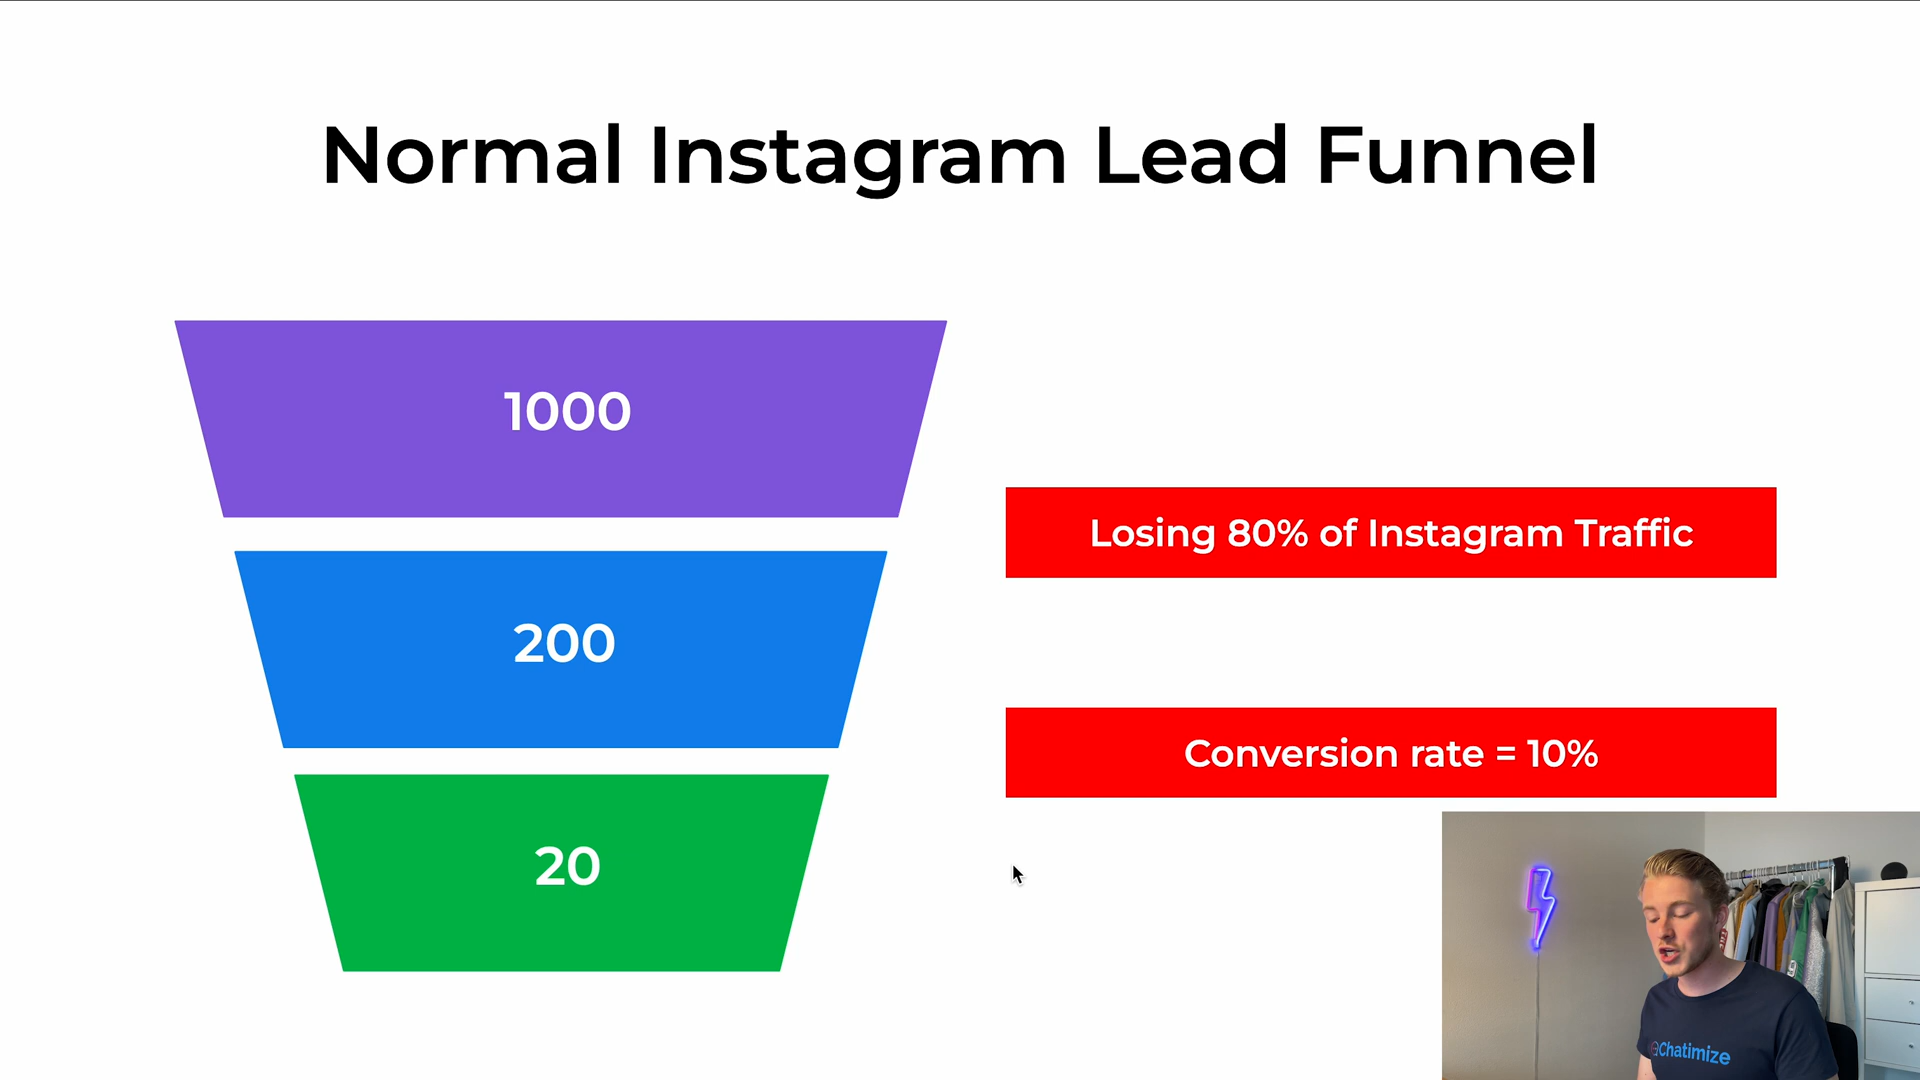 Normal Instagram Lead Funnel
1000
Losing 80% of Instagram Traffic
200
Conversion rate = 10%
20
Chatimize